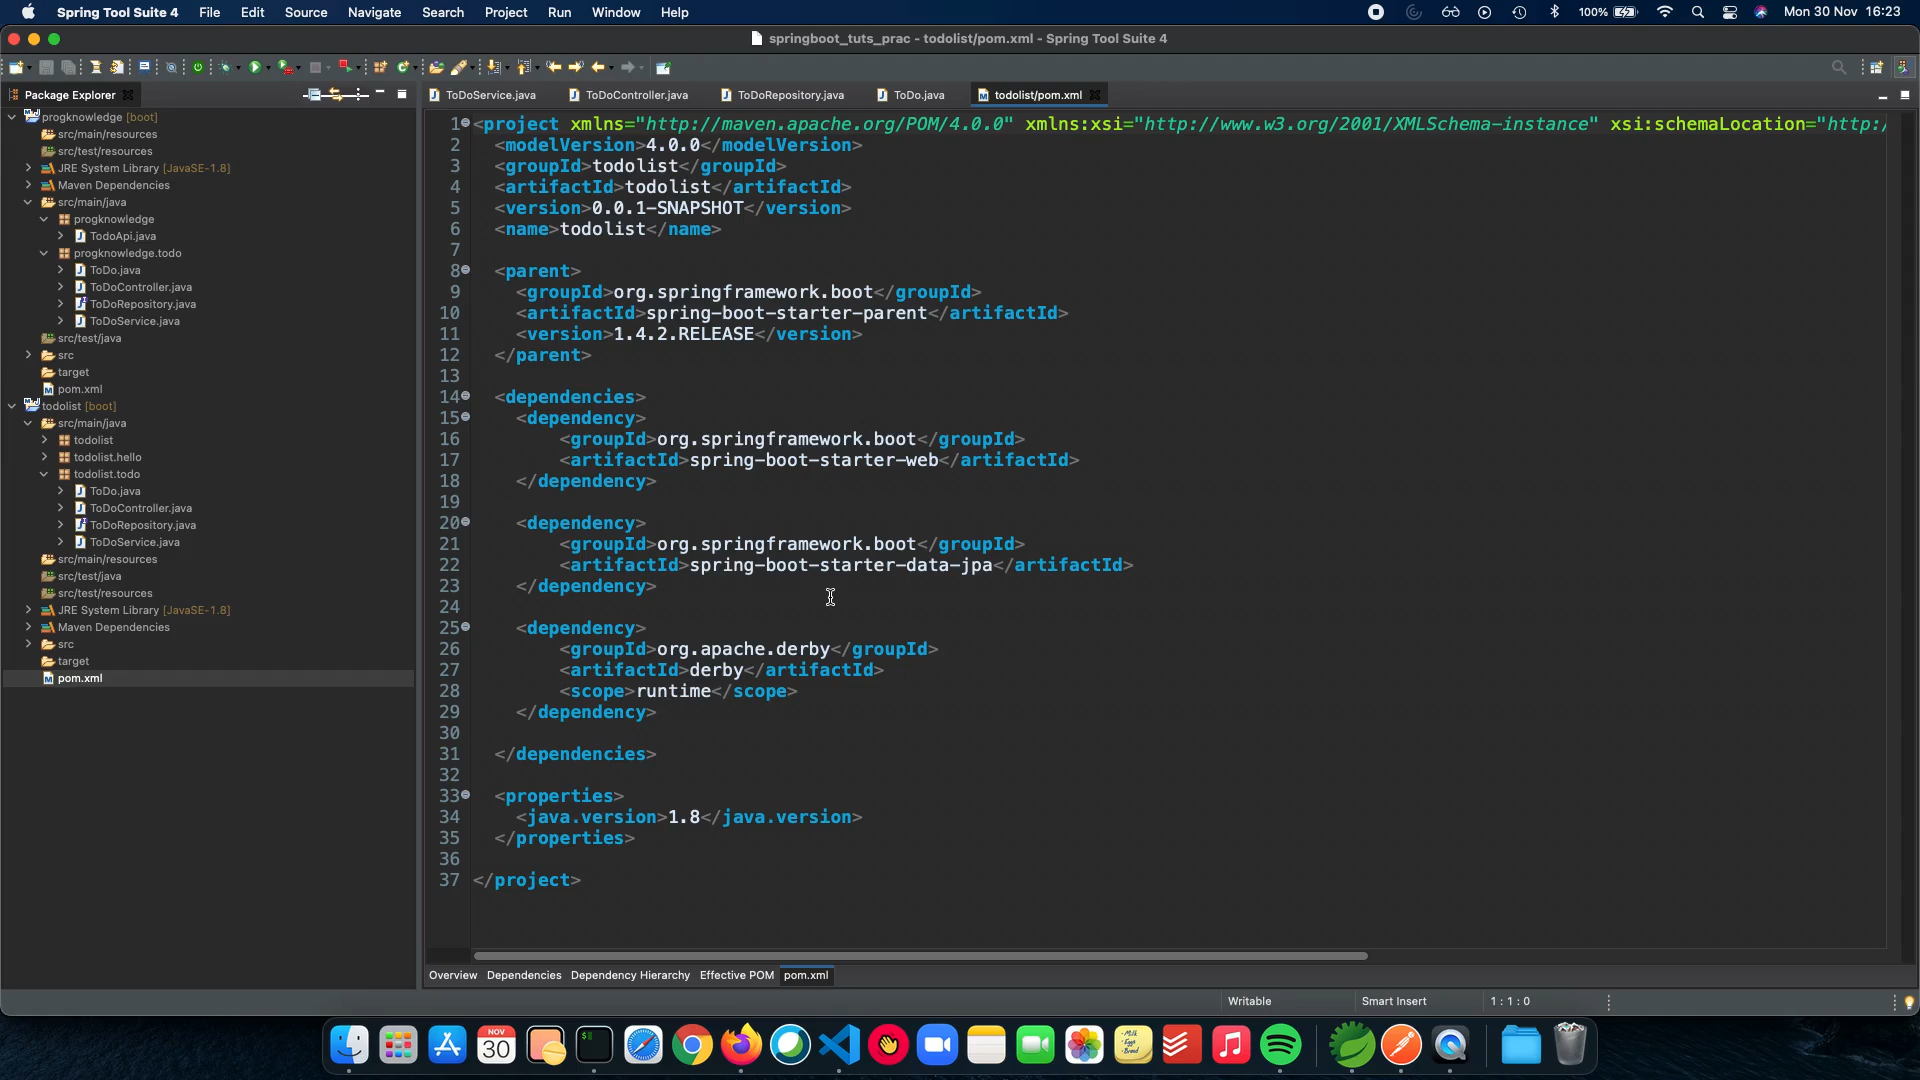 Spring Tool Suite 4 File Edit Source Navigate Search Project Run Window Help 100% Mon 30 Nov 16:23
springboot_tuts_prac - todolist/pom.xml - Spring Tool Suite 4
Package Explorer
progknowledge [boot]
src/main/resources
src/test/resources
JRE System Library [JavaSE-1.8]
Maven Dependencies
src/main/java
progknowledge
TodoApi.java
progknowledge.todo
ToDo.java
ToDoController.java
ToDoRepository.java
ToDoService.java
src/test/java
src
target
pom.xml
todolist [boot]
src/main/java
todolist
todolist.hello
todolist.todo
ToDo.java
ToDoController.java
ToDoRepository.java
ToDoService.java
src/main/resources
src/test/java
src/test/resources
JRE System Library [JavaSE-1.8]
Maven Dependencies
src
target
pom.xml
ToDoService.java ToDoController.java ToDoRepository.java ToDo.java todolist/pom.xml
1 <project xmlns="http://maven.apache.org/POM/4.0.0" xmlns:xsi="http://www.w3.org/2001/XMLSchema-instance" xsi:schemaLocation="http:/
2 <modelVersion>4.0.0</modelVersion>
3 <groupId>todolist</groupId>
4 <artifactId>todolist</artifactId>
5 <version>0.0.1-SNAPSHOT</version>
6 <name>todolist</name>
7
8 <parent>
9 <groupId>org.springframework.boot</groupId>
10 <artifactId>spring-boot-starter-parent</artifactId>
11 <version>1.4.2.RELEASE</version>
12 </parent>
13
14 <dependencies>
15 <dependency>
16 <groupId>org.springframework.boot</groupId>
17 <artifactId>spring-boot-starter-web</artifactId>
18 </dependency>
19
20 <dependency>
21 <groupId>org.springframework.boot</groupId>
22 <artifactId>spring-boot-starter-data-jpa</artifactId>
23 </dependency>
24
25 <dependency>
26 <groupId>org.apache.derby</groupId>
27 <artifactId>derby</artifactId>
28 <scope>runtime</scope>
29 </dependency>
30
31 </dependencies>
32
33 <properties>
34 <java.version>1.8</java.version>
35 </properties>
36
37 </project>
Overview Dependencies Dependency Hierarchy Effective POM pom.xml
Writable Smart Insert 1 : 1 : 0
NOV
30